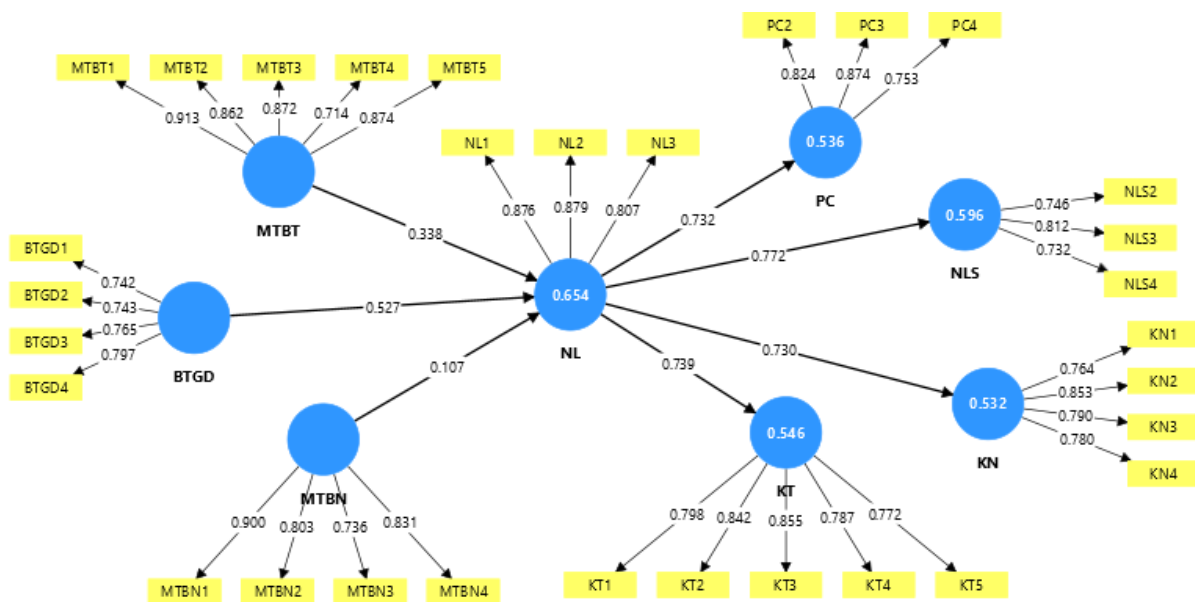 PC2 PC3 PC4
0.824 0.874 0.753
0.536
PC
MTBT1 MTBT2 MTBT3 MTBT4 MTBT5
0.913 0.862 0.872 0.714 0.874
MTBT
NL1 NL2 NL3
0.876 0.879 0.807
0.338
0.732
0.772
0.596
NLS
0.746 NLS2
0.812 NLS3
0.732 NLS4
BTGD1 0.742
BTGD2 0.743
BTGD3 0.765
BTGD4 0.797
BTGD
0.527
0.654
NL
0.107
0.739
0.730
0.532
KN
0.764 KN1
0.853 KN2
0.790 KN3
0.780 KN4
MTBN
0.900 0.803 0.736 0.831
MTBN1 MTBN2 MTBN3 MTBN4
0.546
KT
0.798 0.842 0.855 0.787 0.772
KT1 KT2 KT3 KT4 KT5